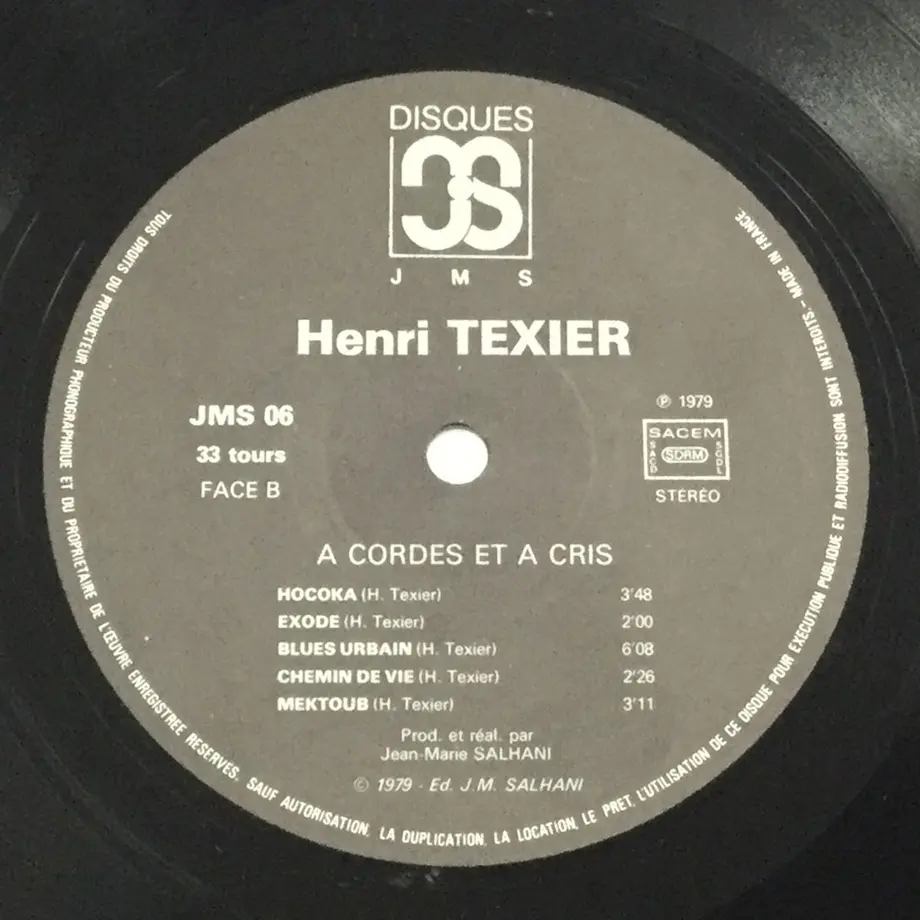 DISQUES
JMS
J M S
Henri TEXIER
JMS 06
33 tours
FACE B
℗ 1979
SACEM
SACD
SDRM
SGDL
STÉRÉO
A CORDES ET A CRIS
HOCOKA (H. Texier) 3'48
EXODE (H. Texier) 2'00
BLUES URBAIN (H. Texier) 6'08
CHEMIN DE VIE (H. Texier) 2'26
MEKTOUB (H. Texier) 3'11
Prod. et réal. par
Jean-Marie SALHANI
© 1979 - Ed. J.M. SALHANI
TOUS DROITS DU PRODUCTEUR PHONOGRAPHIQUE ET DU PROPRIETAIRE DE L'ŒUVRE ENREGISTREE RESERVES. SAUF AUTORISATION, LA DUPLICATION, LA LOCATION, LE PRET, L'UTILISATION DE CE DISQUE POUR EXECUTION PUBLIQUE ET RADIODIFFUSION SONT INTERDITS. - MADE IN FRANCE